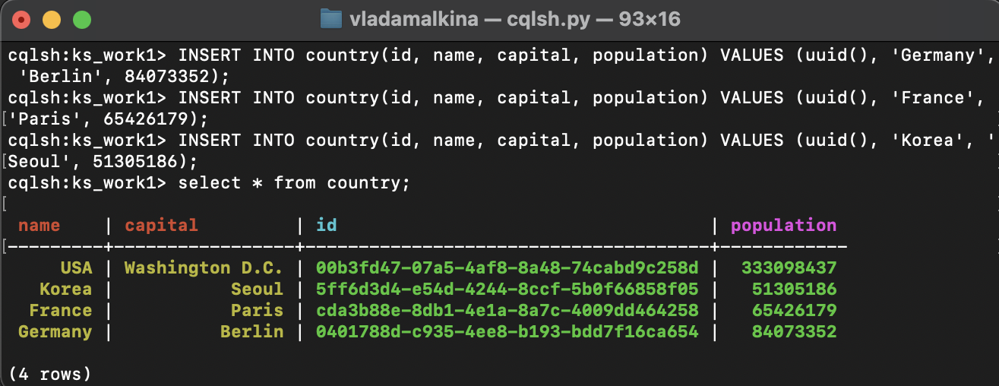 vladamalkina — cqlsh.py — 93×16
cqlsh:ks_work1> INSERT INTO country(id, name, capital, population) VALUES (uuid(), 'Germany',
 'Berlin', 84073352);
cqlsh:ks_work1> INSERT INTO country(id, name, capital, population) VALUES (uuid(), 'France',
'Paris', 65426179);
cqlsh:ks_work1> INSERT INTO country(id, name, capital, population) VALUES (uuid(), 'Korea', '
Seoul', 51305186);
cqlsh:ks_work1> select * from country;
 name    | capital         | id                                   | population
---------+-----------------+--------------------------------------+------------
     USA | Washington D.C. | 00b3fd47-07a5-4af8-8a48-74cabd9c258d |  333098437
   Korea |           Seoul | 5ff6d3d4-e54d-4244-8ccf-5b0f66858f05 |   51305186
  France |           Paris | cda3b88e-8db1-4e1a-8a7c-4009dd464258 |   65426179
 Germany |          Berlin | 0401788d-c935-4ee8-b193-bdd7f16ca654 |   84073352
(4 rows)